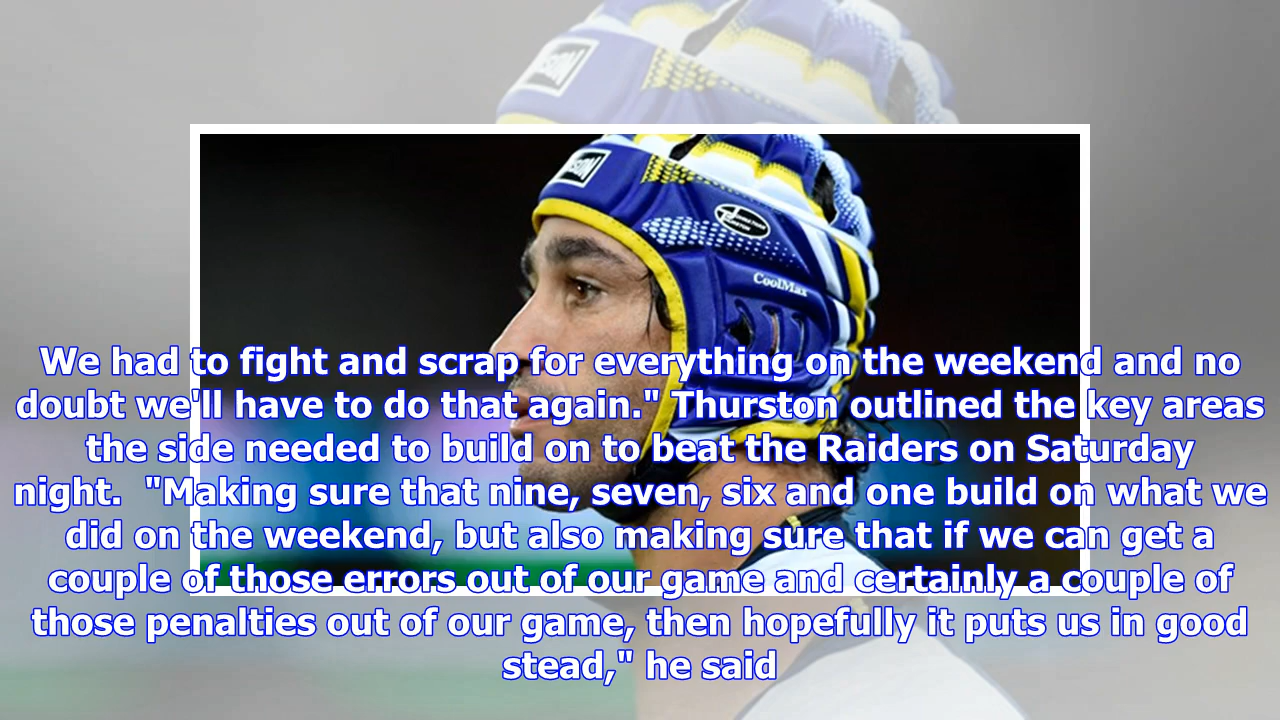 CoolMax
We had to fight and scrap for everything on the weekend and no
doubt we'll have to do that again." Thurston outlined the key areas
the side needed to build on to beat the Raiders on Saturday
night.  "Making sure that nine, seven, six and one build on what we
did on the weekend, but also making sure that if we can get a
couple of those errors out of our game and certainly a couple of
those penalties out of our game, then hopefully it puts us in good
stead," he said